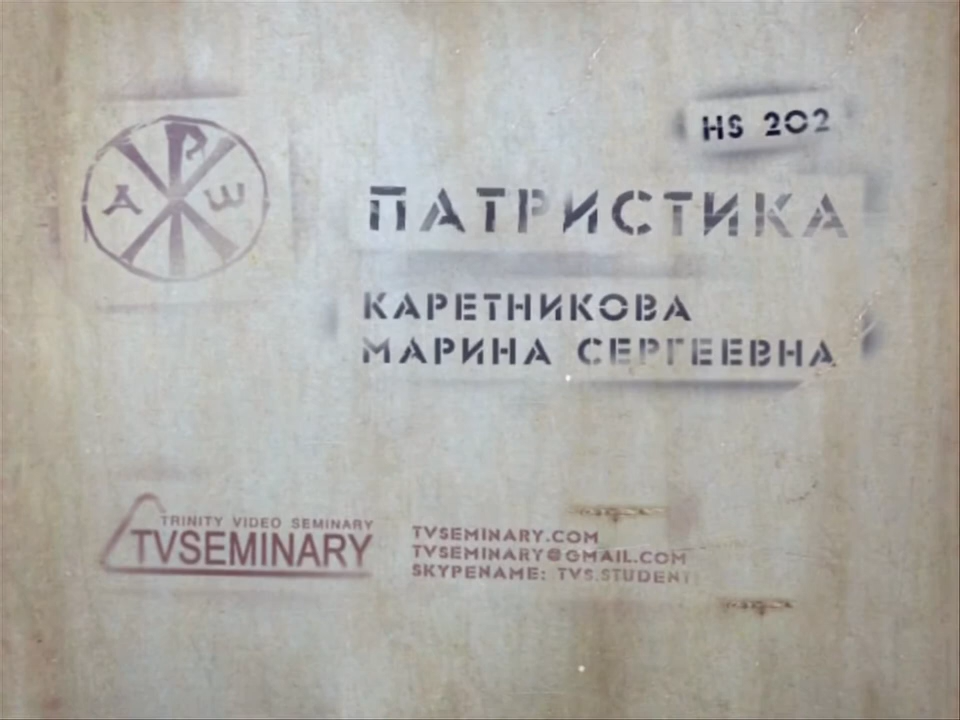 HS 202
ПАТРИСТИКА
КАРЕТНИКОВА
МАРИНА СЕРГЕЕВНА
Α Ρ ω
TRINITY VIDEO SEMINARY
TVSEMINARY
TVSEMINARY.COM
TVSEMINARY@GMAIL.COM
SKYPENAME: TVS.STUDENT